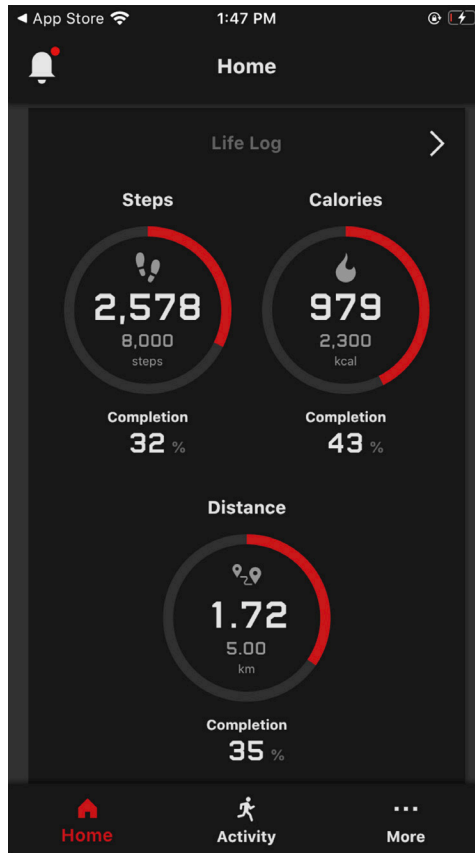 ◀ App Store 1:47 PM
Home
Life Log
Steps Calories
2,578 979
8,000 2,300
steps kcal
Completion Completion
32 % 43 %
Distance
1.72
5.00
km
Completion
35 %
Home Activity More